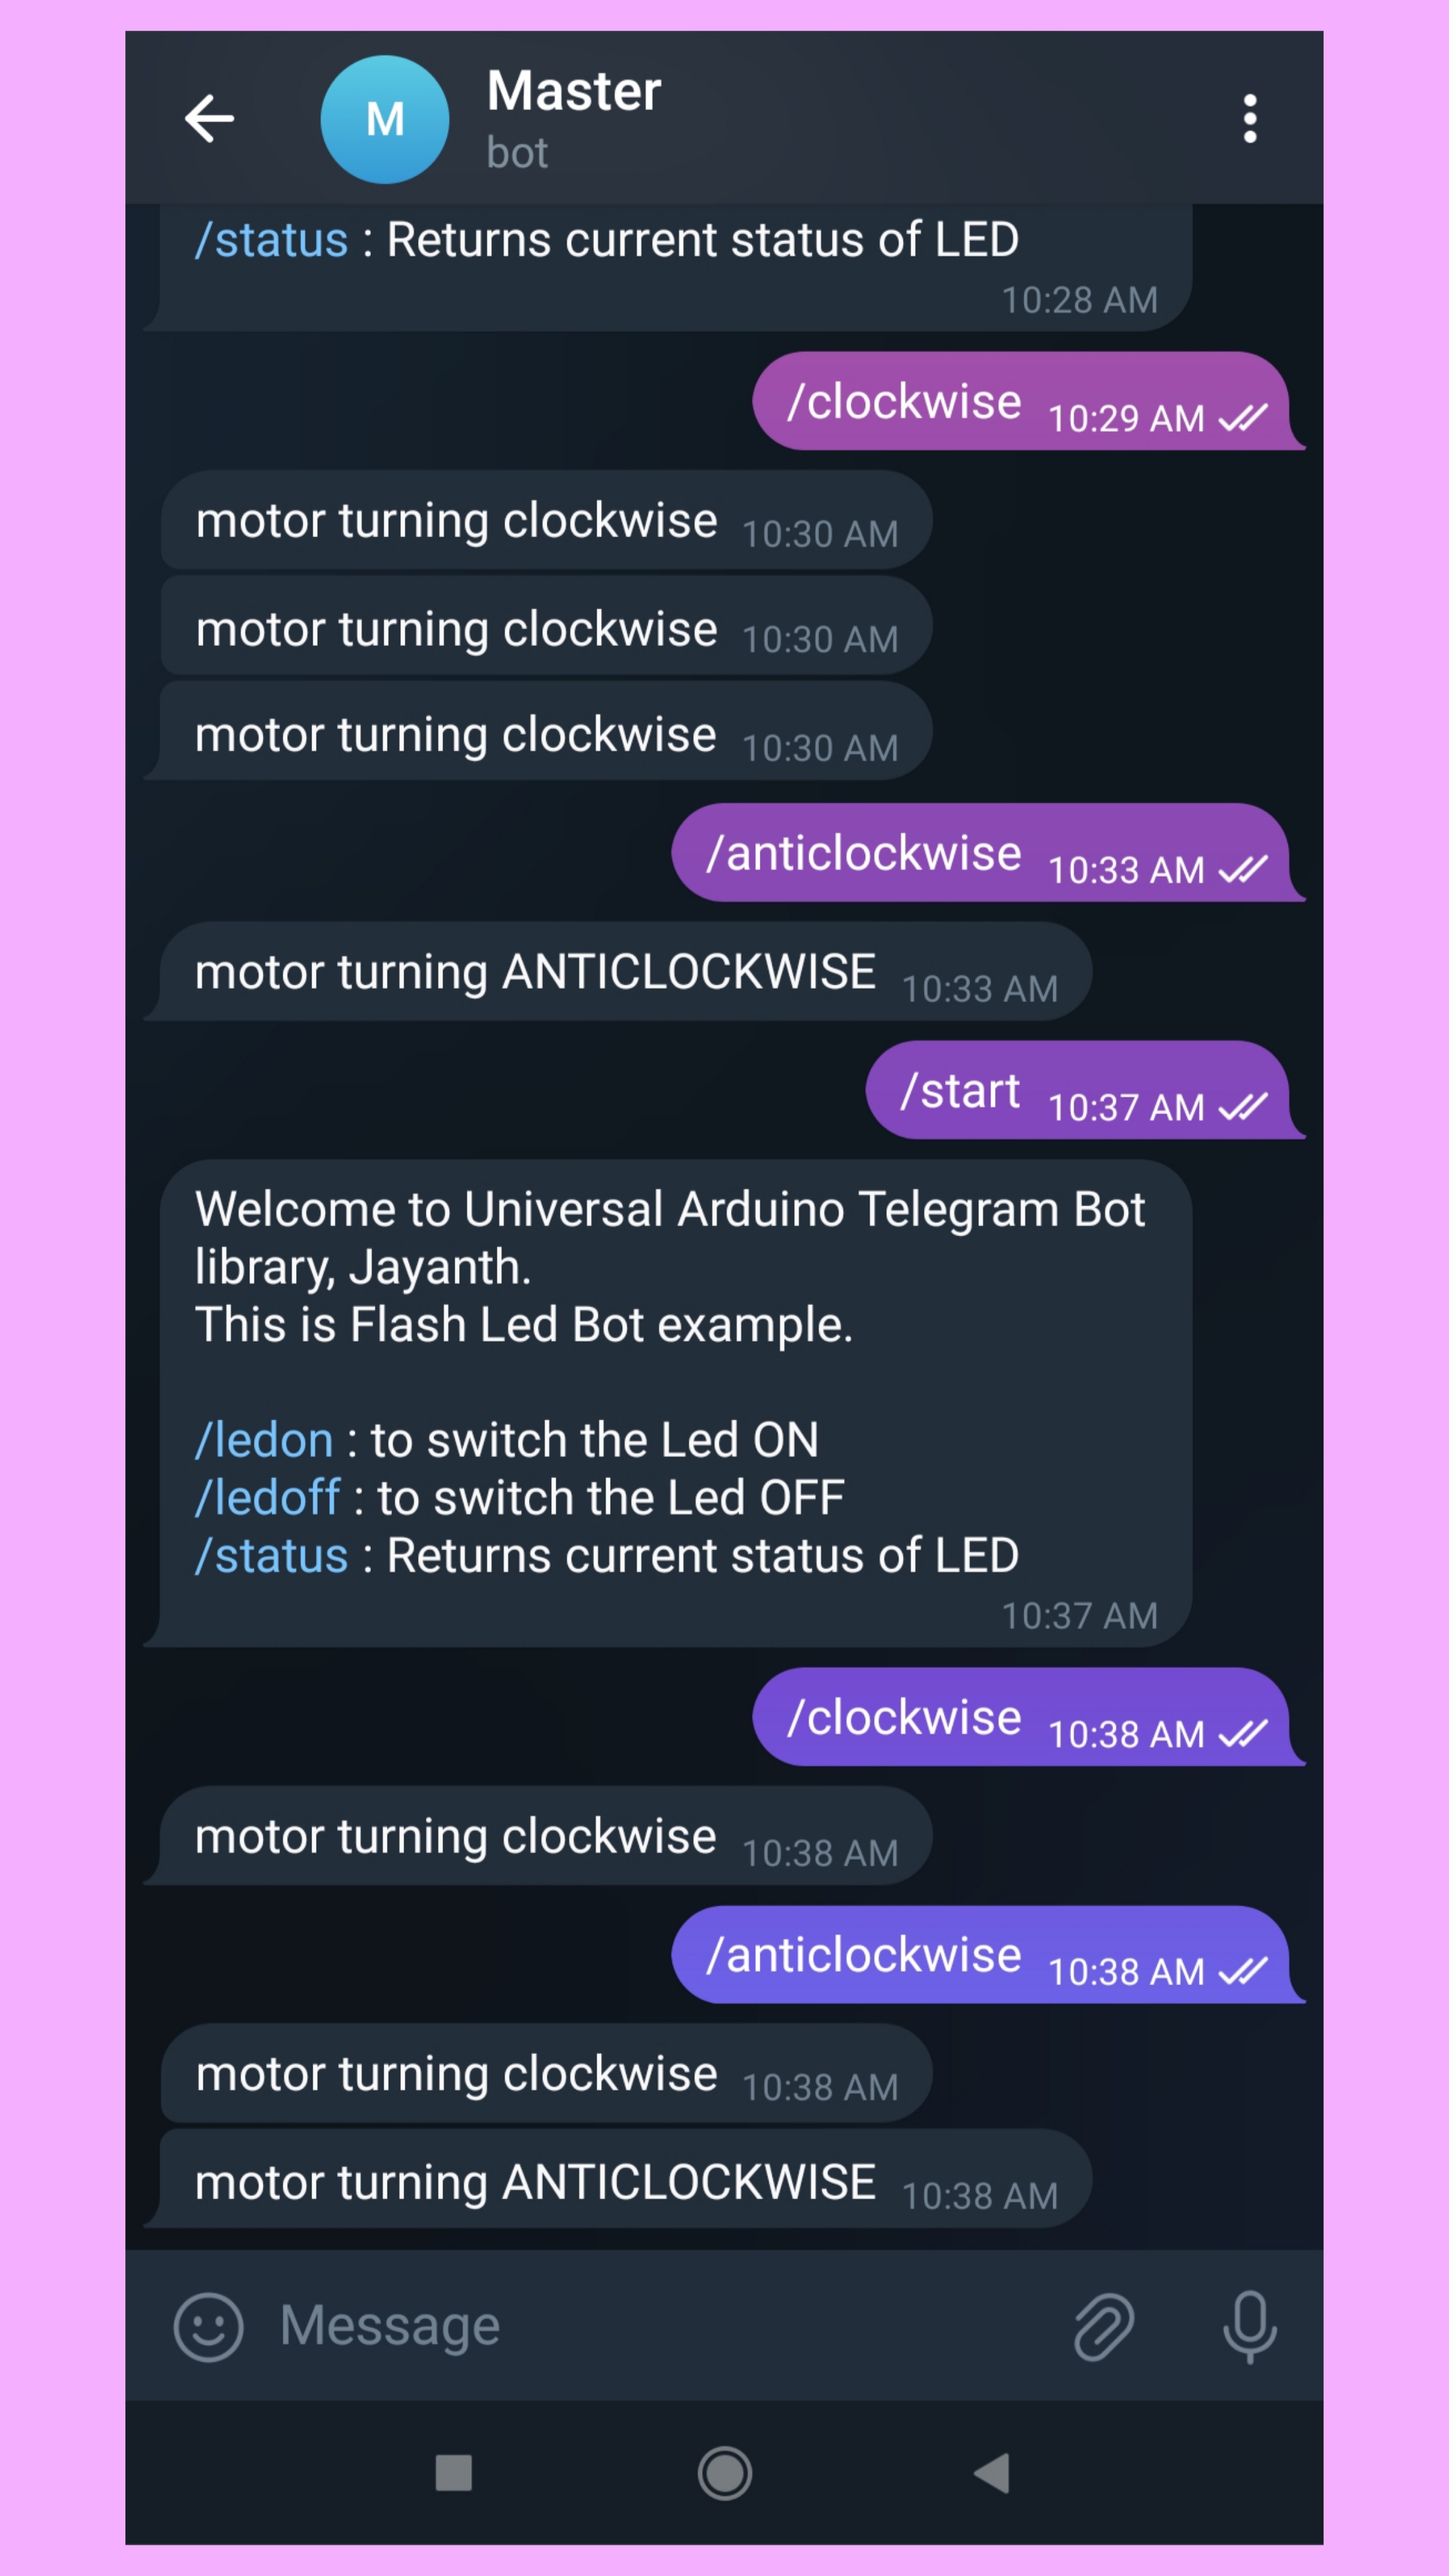 M
Master
bot
/status : Returns current status of LED
10:28 AM
/clockwise 10:29 AM
motor turning clockwise 10:30 AM
motor turning clockwise 10:30 AM
motor turning clockwise 10:30 AM
/anticlockwise 10:33 AM
motor turning ANTICLOCKWISE 10:33 AM
/start 10:37 AM
Welcome to Universal Arduino Telegram Bot
library, Jayanth.
This is Flash Led Bot example.
/ledon : to switch the Led ON
/ledoff : to switch the Led OFF
/status : Returns current status of LED
10:37 AM
/clockwise 10:38 AM
motor turning clockwise 10:38 AM
/anticlockwise 10:38 AM
motor turning clockwise 10:38 AM
motor turning ANTICLOCKWISE 10:38 AM
Message